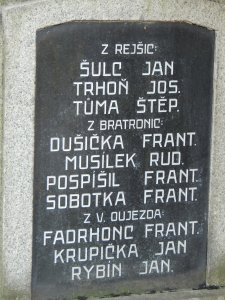 Z REJŠIC:
ŠULC JAN
TRHOŇ JOS.
TŮMA ŠTĚP.
Z BRATRONIC:
DUŠIČKA FRANT.
MUSÍLEK RUD.
POSPÍŠIL FRANT.
SOBOTKA FRANT.
Z V. OUJEZDA:
FADRHONC FRANT.
KRUPIČKA JAN
RYBÍN JAN.